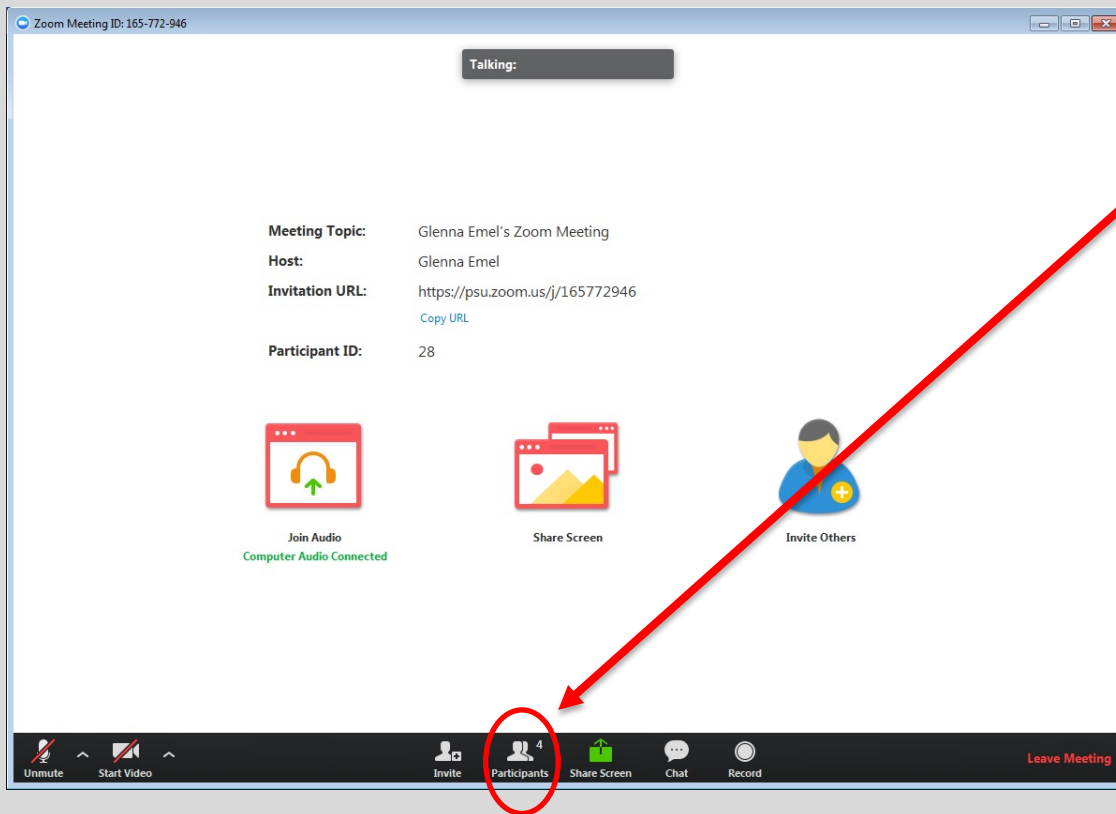 Zoom Meeting ID: 165-772-946
Talking:
Meeting Topic: Glenna Emel's Zoom Meeting
Host: Glenna Emel
Invitation URL: https://psu.zoom.us/j/165772946
Copy URL
Participant ID: 28
Join Audio Share Screen Invite Others
Computer Audio Connected
4
Unmute Start Video Invite Participants Share Screen Chat Record Leave Meeting